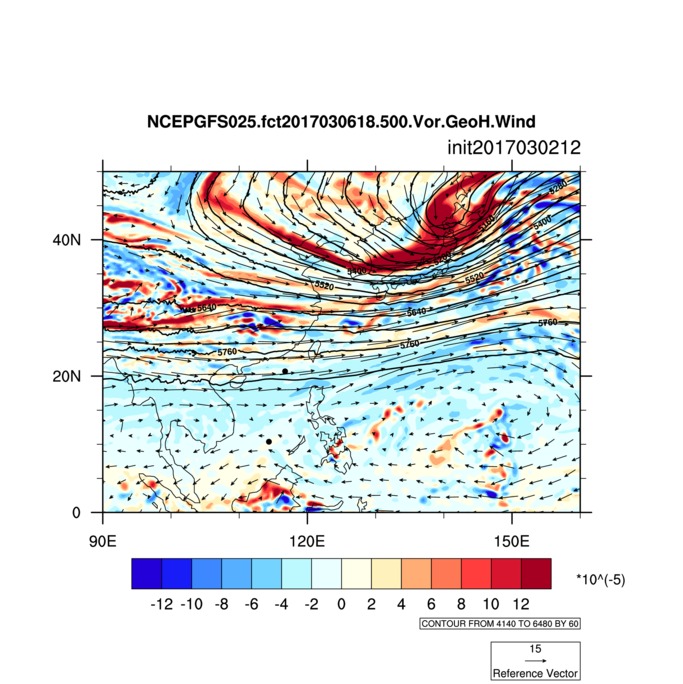 NCEPGFS025.fct2017030618.500.Vor.GeoH.Wind
init2017030212
5280
5400
40N
5400
5520
5520
5640
5640
5760
5760
5760
20N
0
90E 120E 150E
-12 -10 -8 -6 -4 -2 0 2 4 6 8 10 12
*10^(-5)
CONTOUR FROM 4140 TO 6480 BY 60
15
Reference Vector